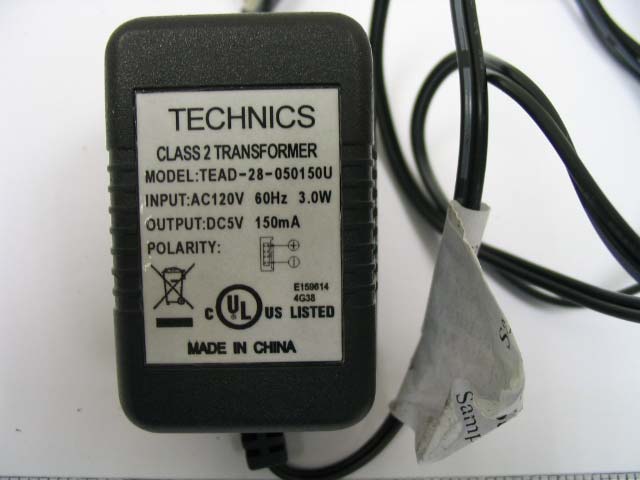 TECHNICS
CLASS 2 TRANSFORMER
MODEL:TEAD-28-050150U
INPUT:AC120V 60Hz 3.0W
OUTPUT:DC5V 150mA
POLARITY:
+
-
E159614
4G38
C UL US LISTED
MADE IN CHINA